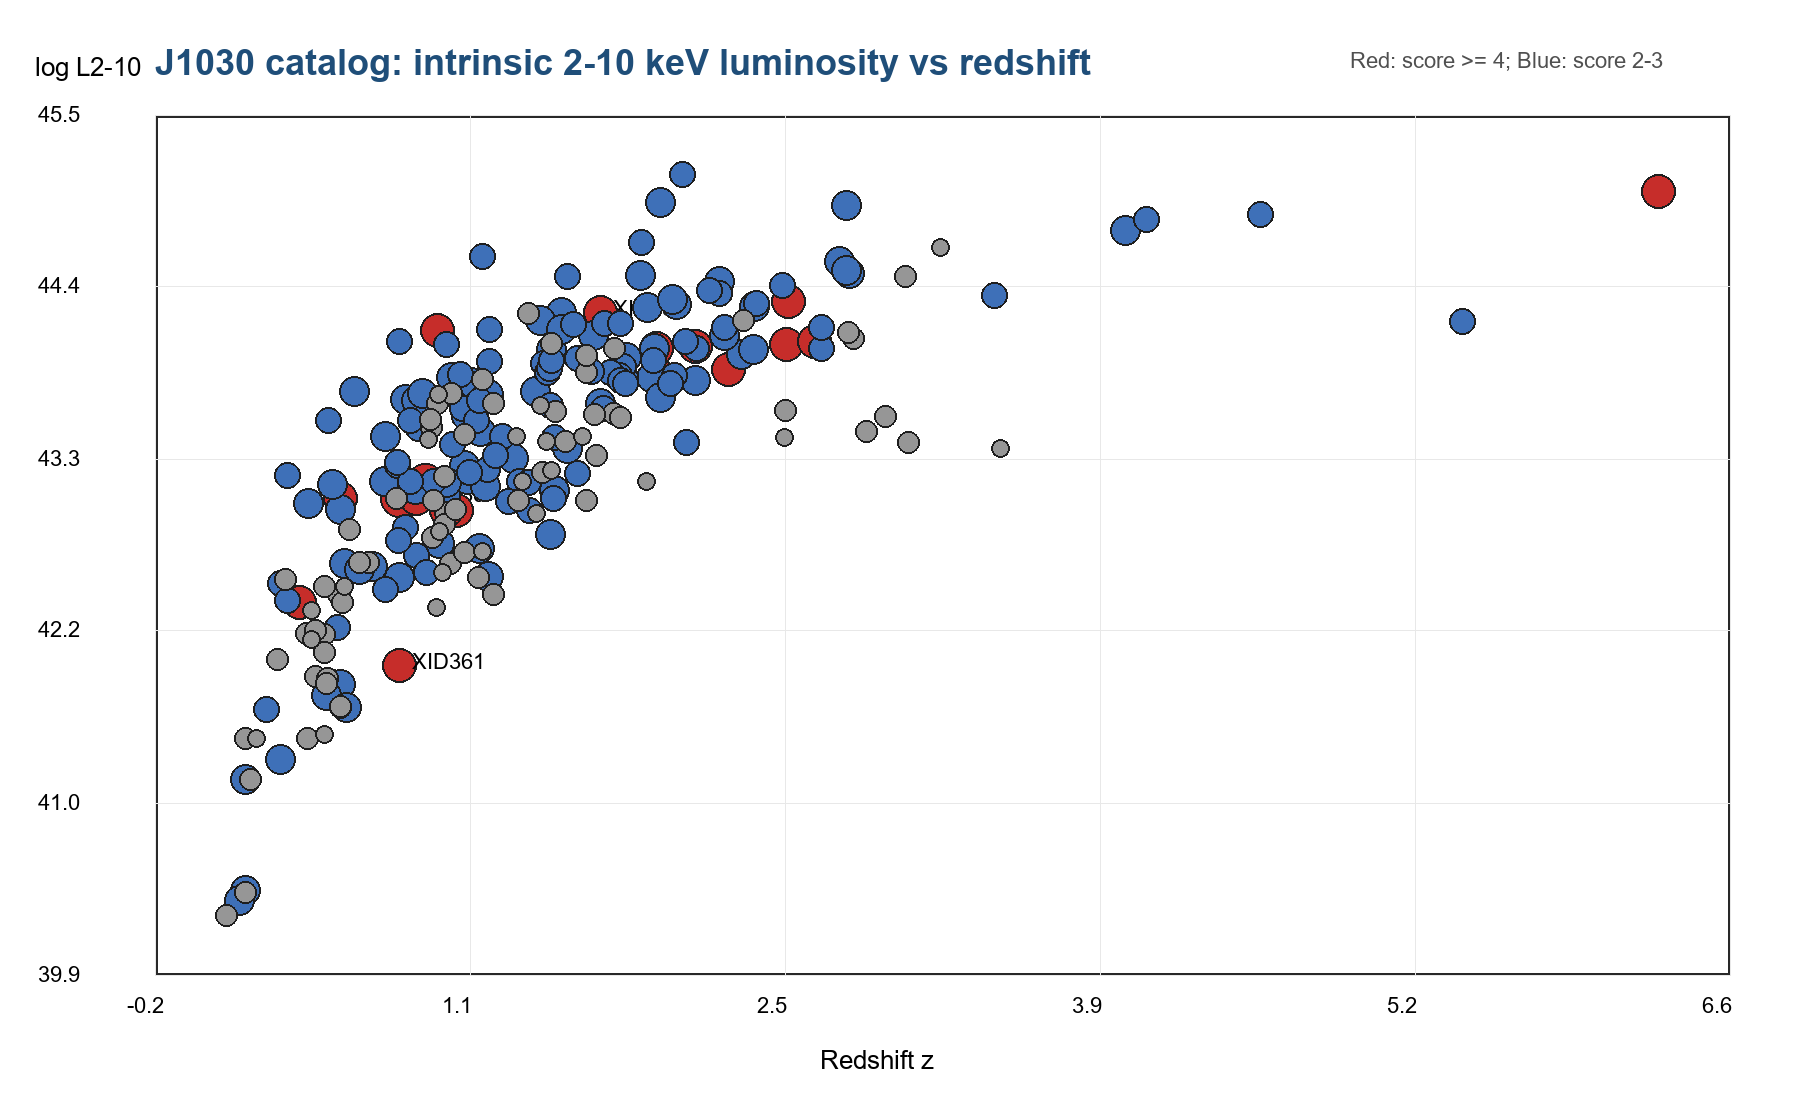 J1030 catalog: intrinsic 2-10 keV luminosity vs redshift
Red: score >= 4; Blue: score 2-3
log L2-10
45.5
44.4
43.3
XID361
42.2
41.0
39.9
-0.2 1.1 2.5 3.9 5.2 6.6
Redshift z